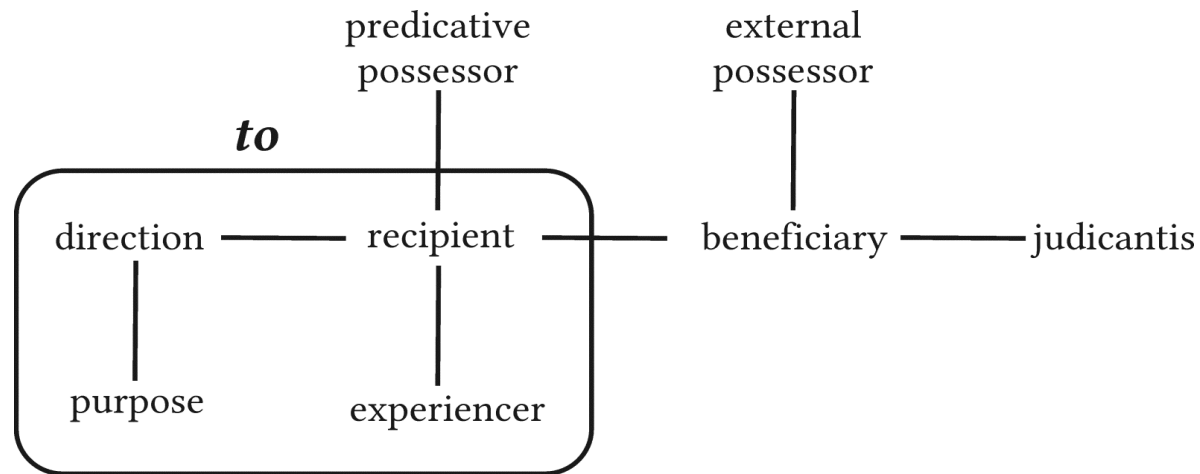 predicative
possessor
external
possessor
to
direction
recipient
beneficiary
judicantis
purpose
experiencer